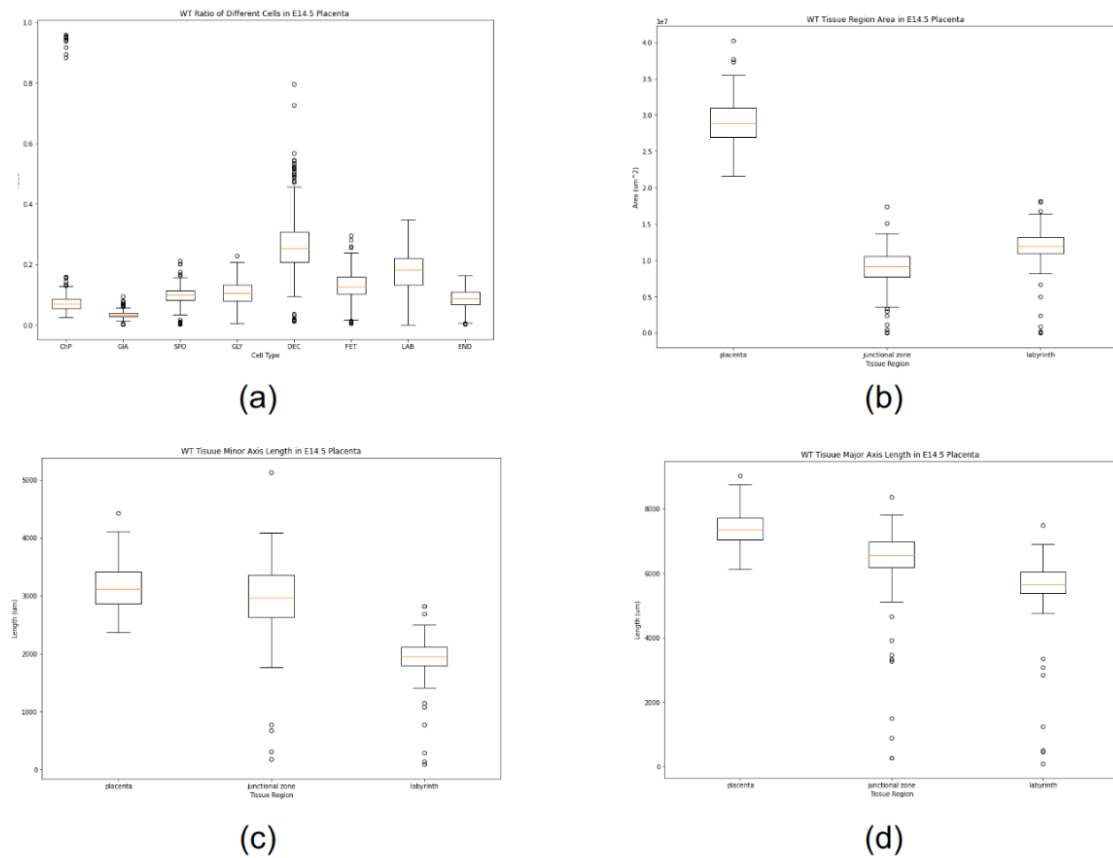 WT Ratio of Different Cells in E14.5 Placenta
1.0
0.8
0.6
0.4
0.2
0.0
ChP GIA SPO GLY DEC FET LAB END
Cell Type
(a)
WT Tissue Region Area in E14.5 Placenta
1e7
4.0
3.5
3.0
2.5
2.0
1.5
1.0
0.5
0.0
Area (um^2)
placenta junctional zone labyrinth
Tissue Region
(b)
WT Tisuue Minor Axis Length in E14.5 Placenta
5000
4000
3000
2000
1000
0
Length (um)
placenta junctional zone labyrinth
Tissue Region
(c)
WT Tisuue Major Axis Length in E14.5 Placenta
8000
6000
4000
2000
0
Length (um)
placenta junctional zone labyrinth
Tissue Region
(d)